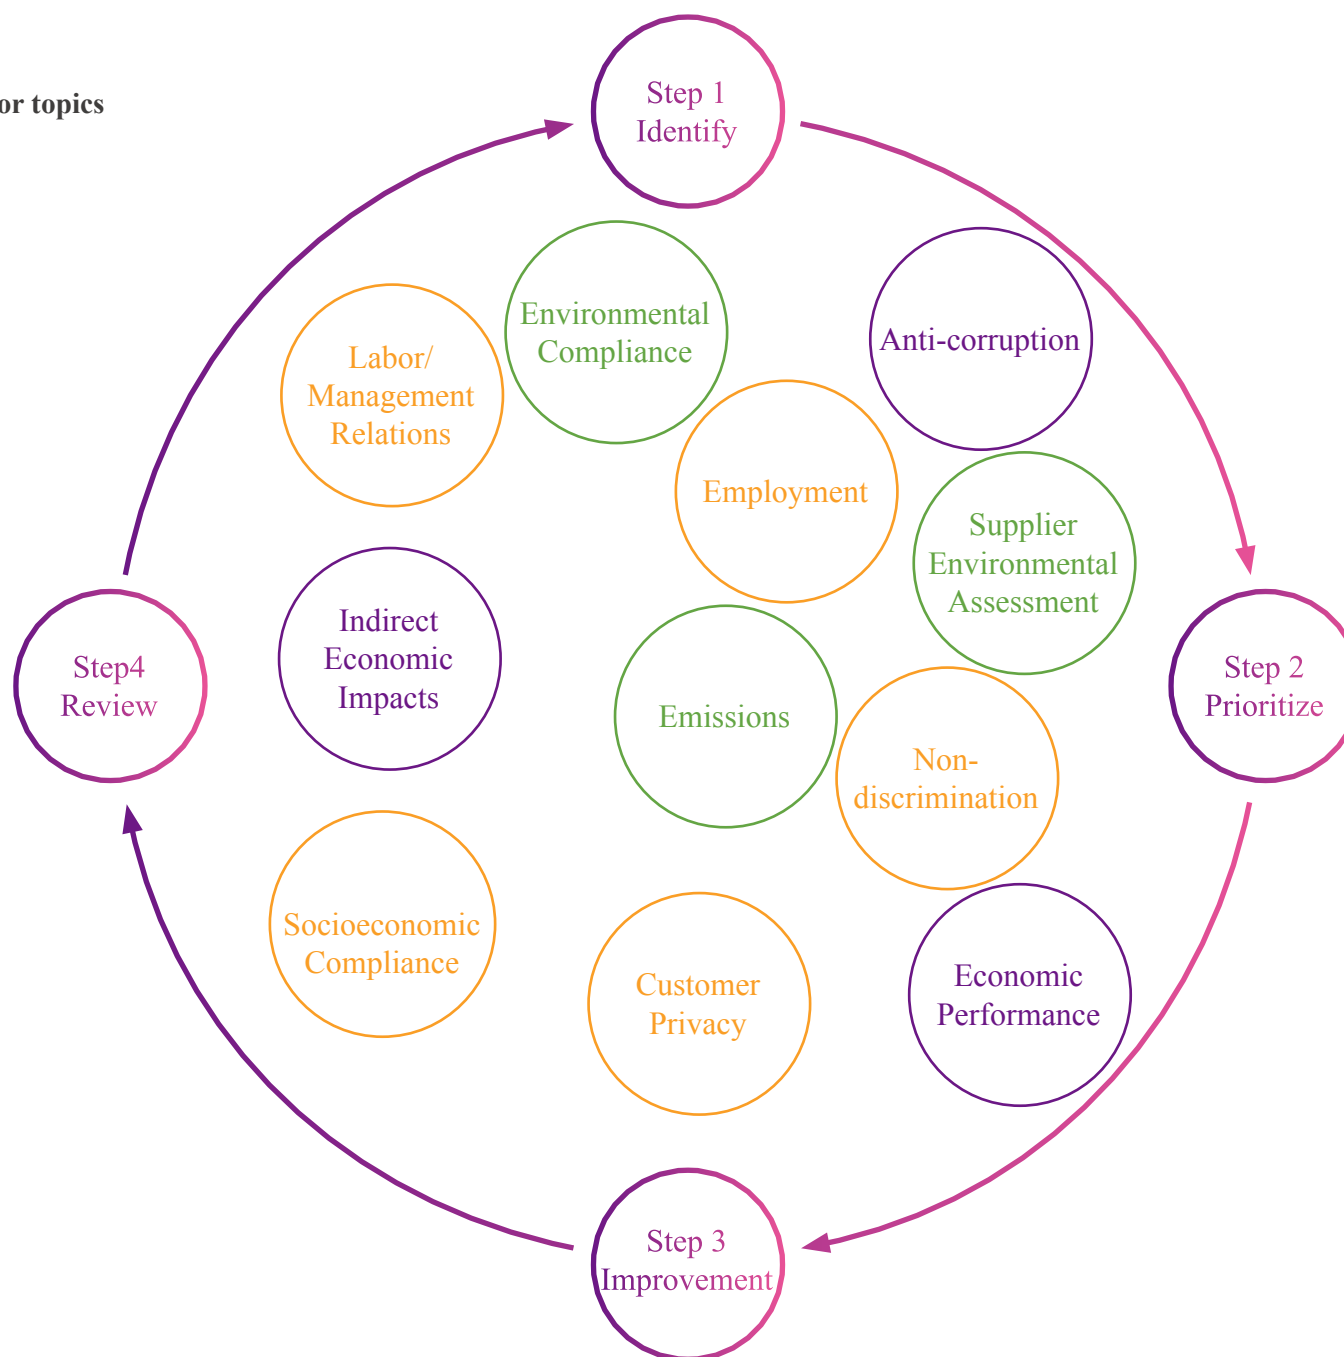 or topics
Step 1
Identify
Environmental
Compliance
Anti-corruption
Labor/
Management
Relations
Employment
Supplier
Environmental
Assessment
Indirect
Economic
Impacts
Step4
Review
Step 2
Prioritize
Emissions
Non-
discrimination
Socioeconomic
Compliance
Customer
Privacy
Economic
Performance
Step 3
Improvement